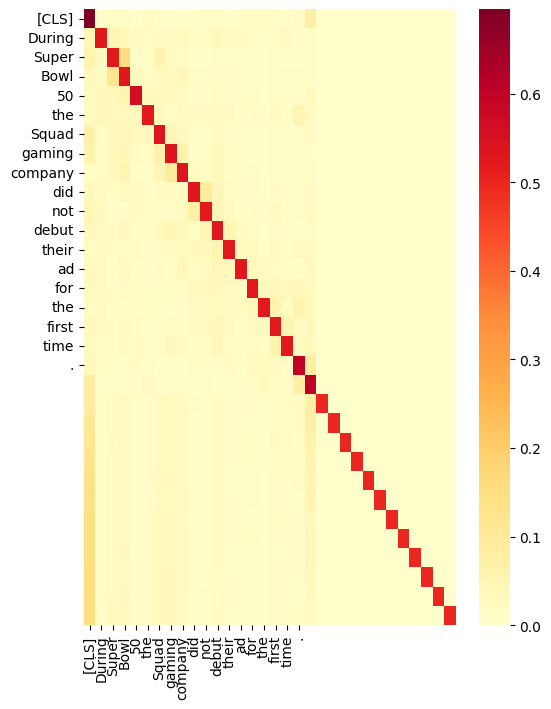 [CLS]
During
Super
Bowl
50
the
Squad
gaming
company
did
not
debut
their
ad
for
the
first
time
.
[CLS]
During
Super
Bowl
50
the
Squad
gaming
company
did
not
debut
their
ad
for
the
first
time
.
0.6
0.5
0.4
0.3
0.2
0.1
0.0